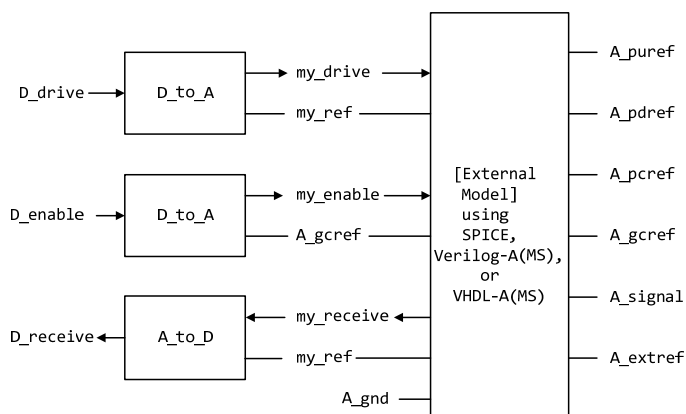 D_drive
D_to_A
my_drive
my_ref
D_enable
D_to_A
my_enable
A_gcref
D_receive
A_to_D
my_receive
my_ref
A_gnd
[External
Model]
using
SPICE,
Verilog-A(MS),
or
VHDL-A(MS)
A_puref
A_pdref
A_pcref
A_gcref
A_signal
A_extref